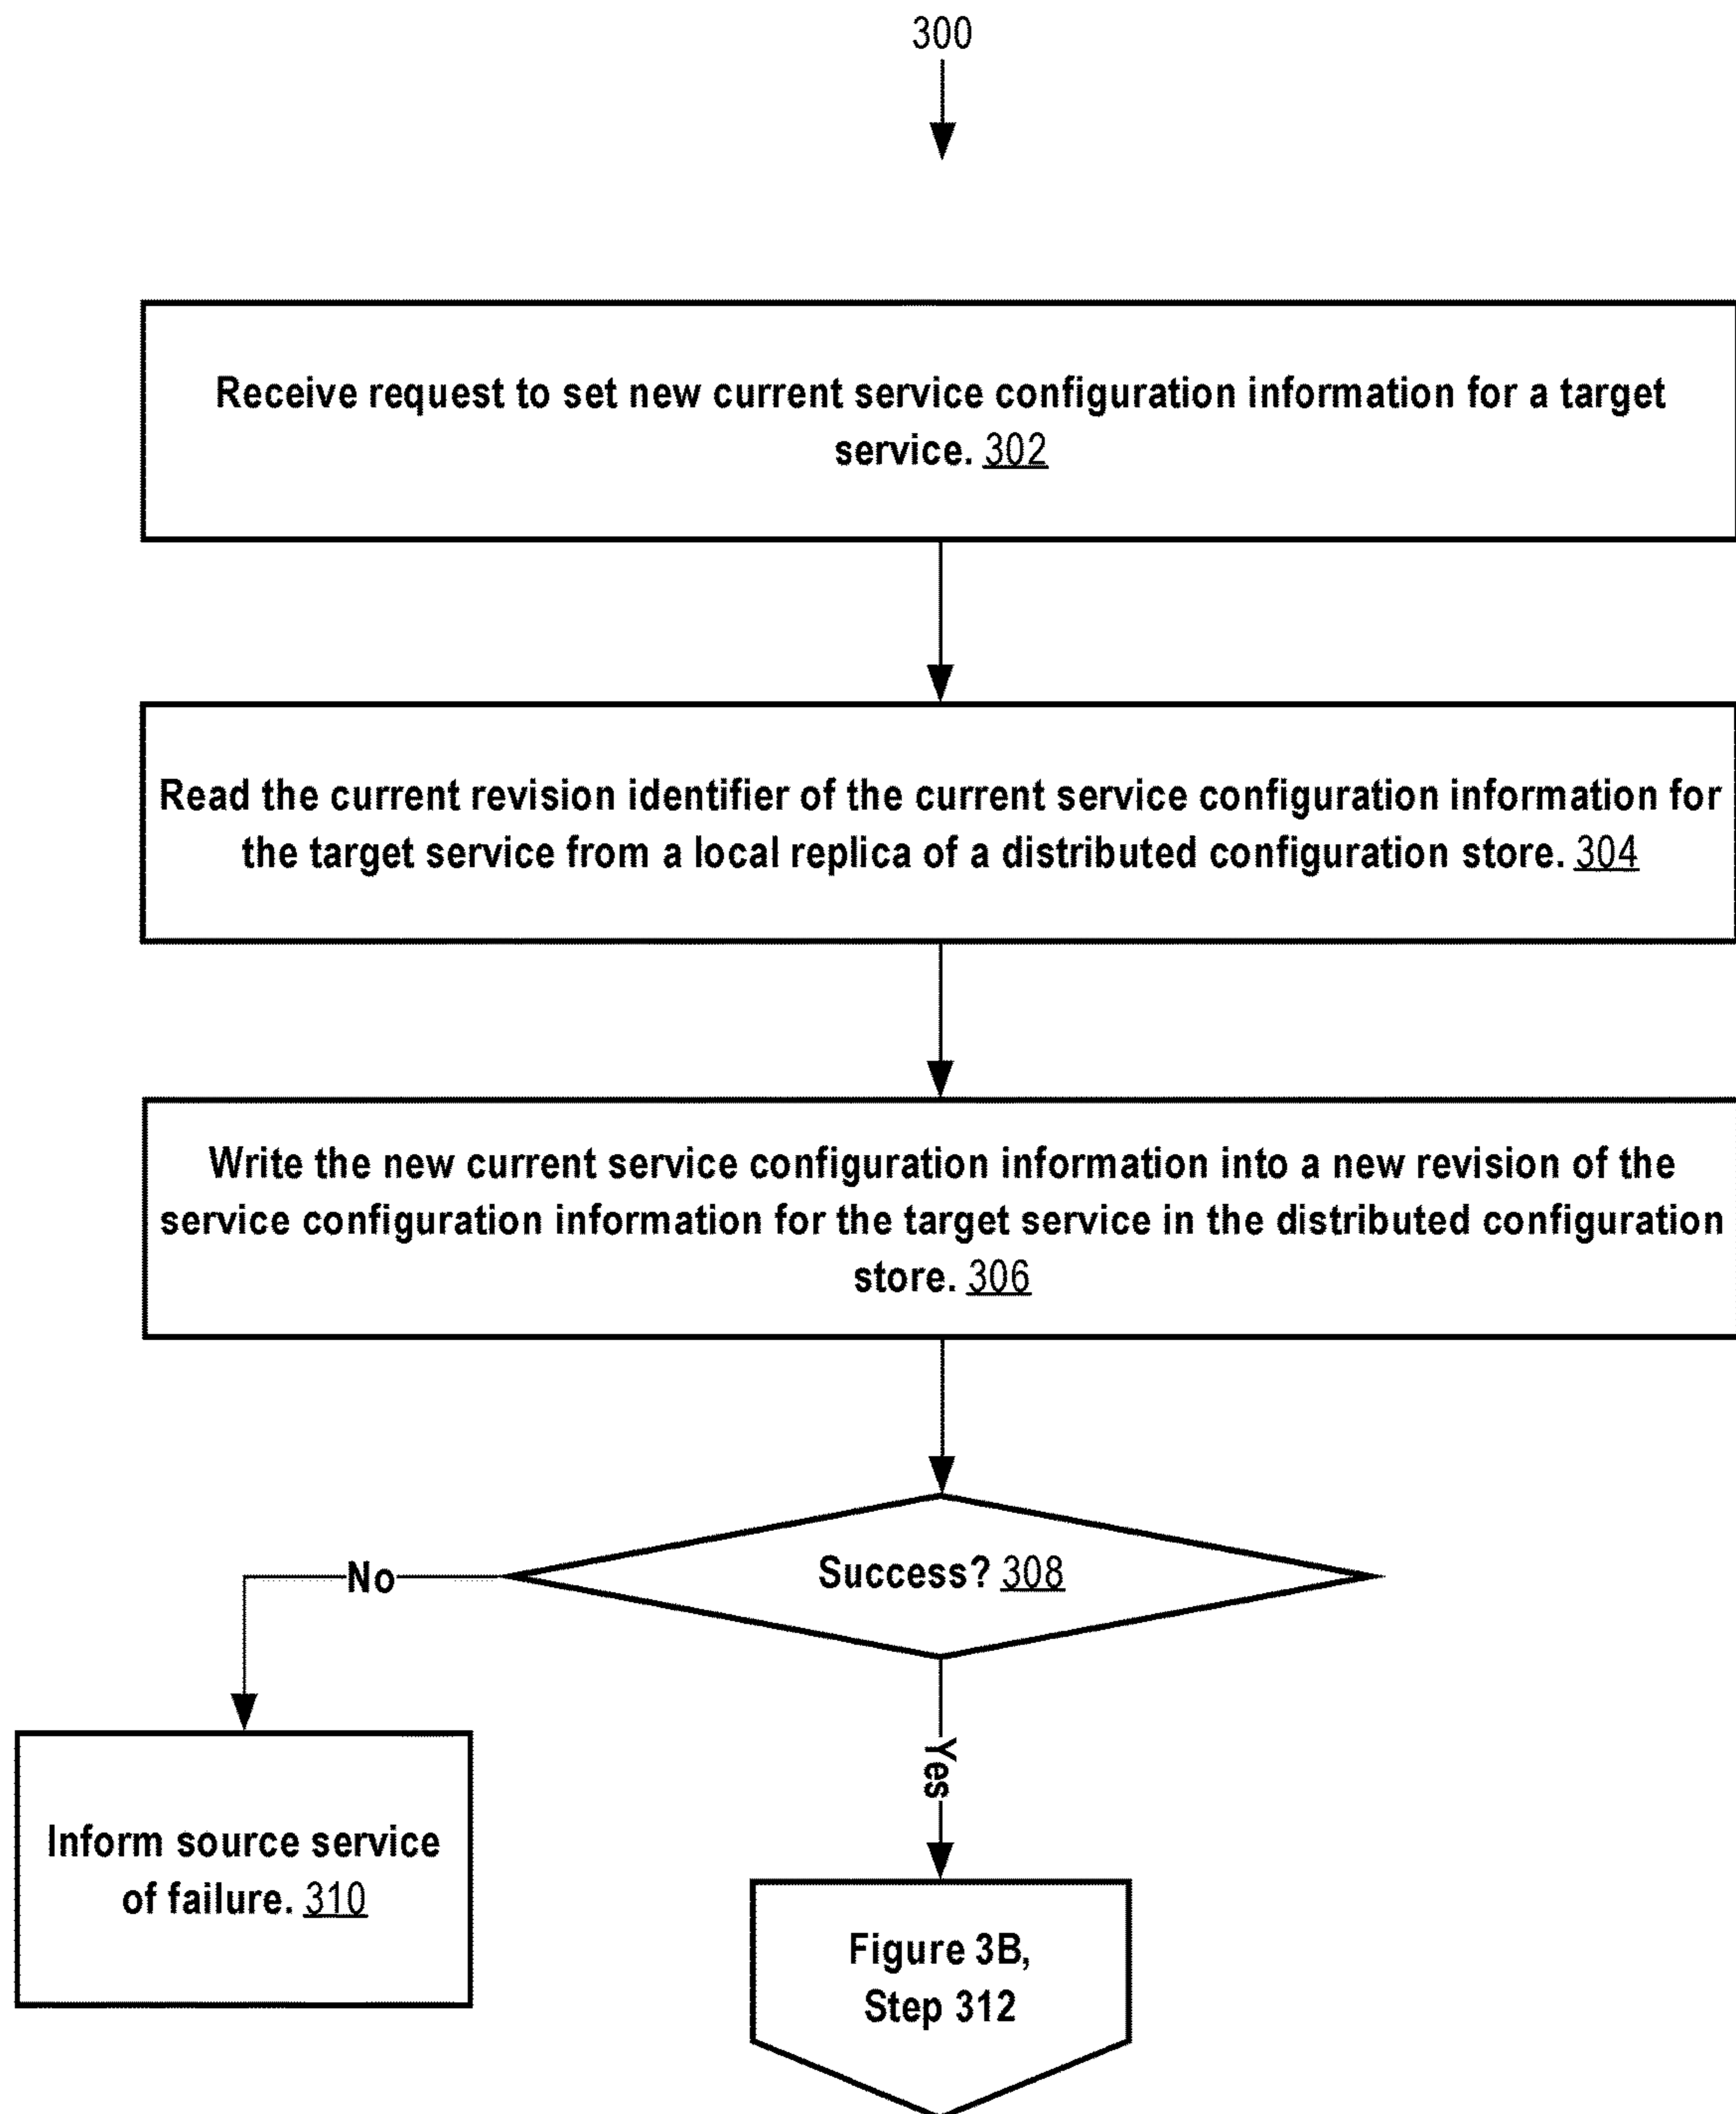 300
Receive request to set new current service configuration information for a target
service. 302
Read the current revision identifier of the current service configuration information for
the target service from a local replica of a distributed configuration store. 304
Write the new current service configuration information into a new revision of the
service configuration information for the target service in the distributed configuration
store. 306
Success? 308
No
Yes
Inform source service
of failure. 310
Figure 3B,
Step 312